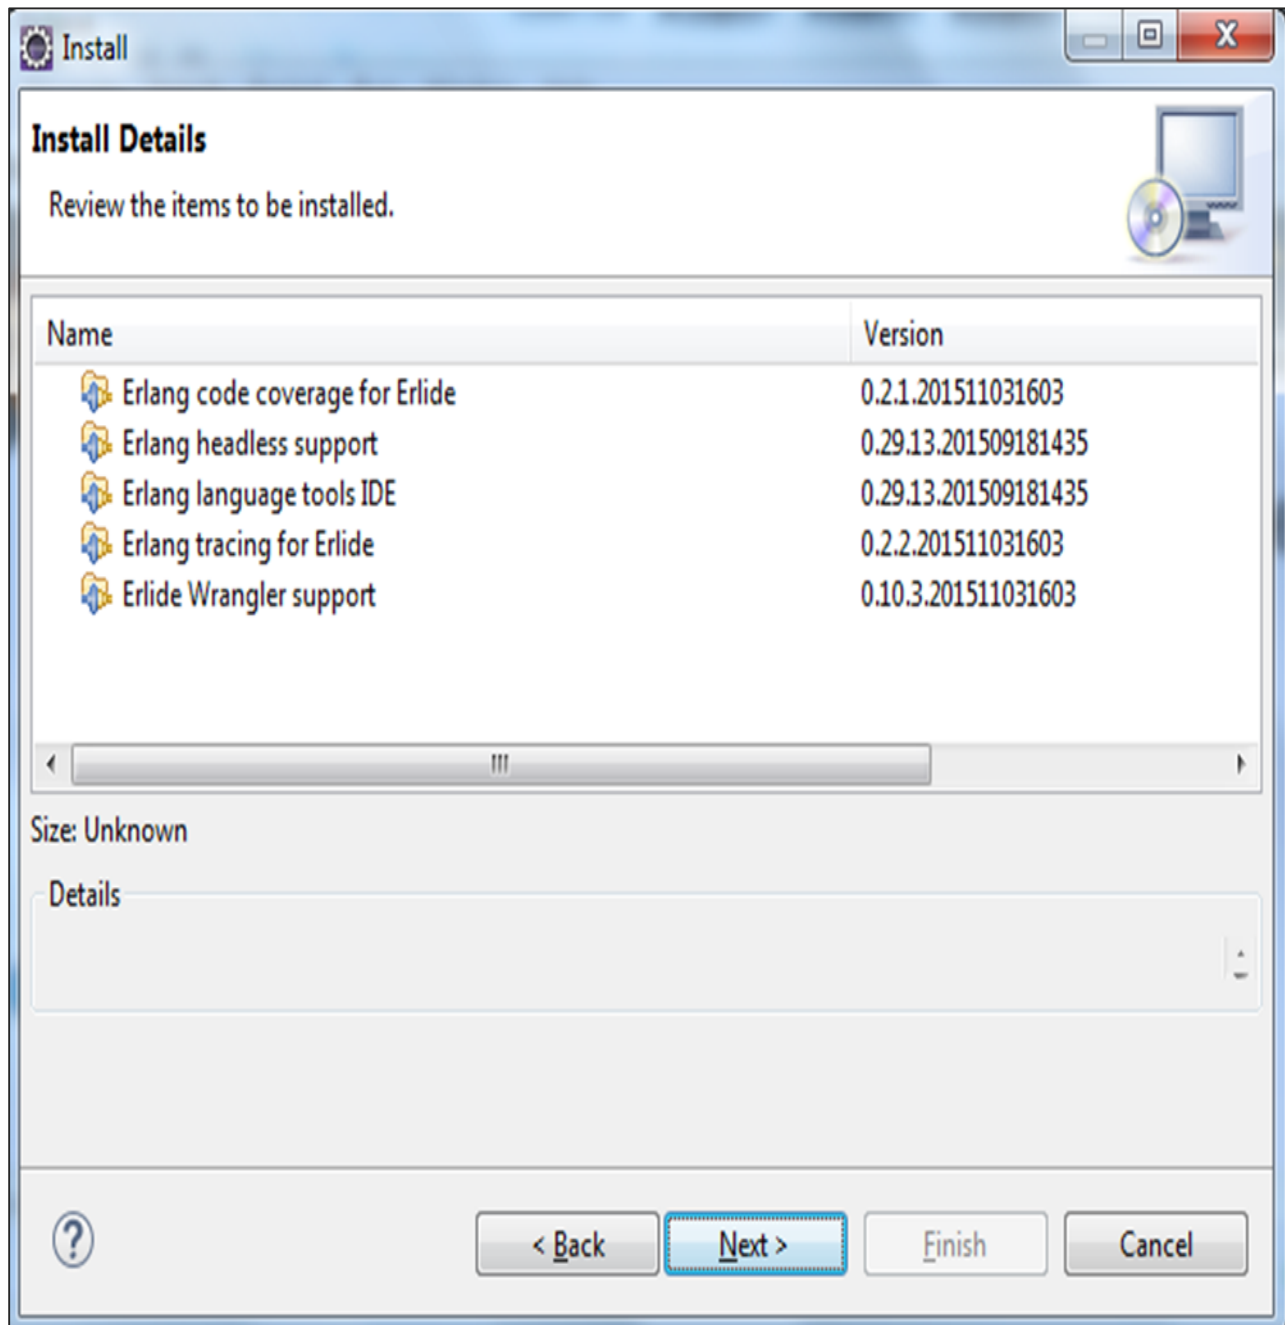 Install
Install Details
Review the items to be installed.
Name Version
Erlang code coverage for Erlide 0.2.1.201511031603
Erlang headless support 0.29.13.201509181435
Erlang language tools IDE 0.29.13.201509181435
Erlang tracing for Erlide 0.2.2.201511031603
Erlide Wrangler support 0.10.3.201511031603
Size: Unknown
Details
< Back Next > Finish Cancel